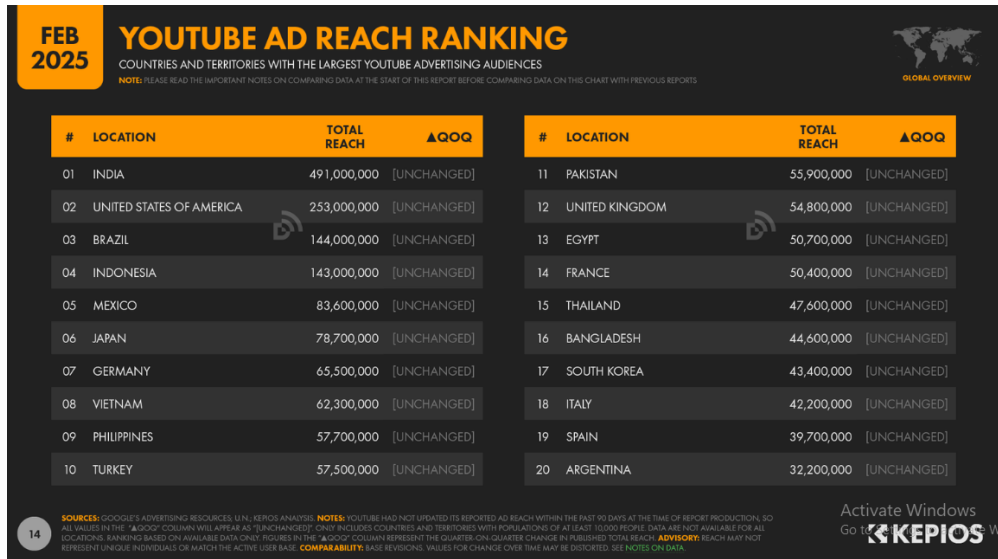 FEB
2025
YOUTUBE AD REACH RANKING
COUNTRIES AND TERRITORIES WITH THE LARGEST YOUTUBE ADVERTISING AUDIENCES
NOTE: PLEASE READ THE IMPORTANT NOTES ON COMPARING DATA AT THE START OF THIS REPORT BEFORE COMPARING DATA ON THIS CHART WITH PREVIOUS REPORTS
GLOBAL OVERVIEW
# LOCATION TOTAL REACH ▲QOQ
01 INDIA 491,000,000 [UNCHANGED]
02 UNITED STATES OF AMERICA 253,000,000 [UNCHANGED]
03 BRAZIL 144,000,000 [UNCHANGED]
04 INDONESIA 143,000,000 [UNCHANGED]
05 MEXICO 83,600,000 [UNCHANGED]
06 JAPAN 78,700,000 [UNCHANGED]
07 GERMANY 65,500,000 [UNCHANGED]
08 VIETNAM 62,300,000 [UNCHANGED]
09 PHILIPPINES 57,700,000 [UNCHANGED]
10 TURKEY 57,500,000 [UNCHANGED]
# LOCATION TOTAL REACH ▲QOQ
11 PAKISTAN 55,900,000 [UNCHANGED]
12 UNITED KINGDOM 54,800,000 [UNCHANGED]
13 EGYPT 50,700,000 [UNCHANGED]
14 FRANCE 50,400,000 [UNCHANGED]
15 THAILAND 47,600,000 [UNCHANGED]
16 BANGLADESH 44,600,000 [UNCHANGED]
17 SOUTH KOREA 43,400,000 [UNCHANGED]
18 ITALY 42,200,000 [UNCHANGED]
19 SPAIN 39,700,000 [UNCHANGED]
20 ARGENTINA 32,200,000 [UNCHANGED]
14
SOURCES: GOOGLE'S ADVERTISING RESOURCES; U.N.; KEPIOS ANALYSIS. NOTES: YOUTUBE HAD NOT UPDATED ITS REPORTED AD REACH WITHIN THE PAST 90 DAYS AT THE TIME OF REPORT PRODUCTION, SO
ALL VALUES IN THE "▲QOQ" COLUMN WILL APPEAR AS "[UNCHANGED]". ONLY INCLUDES COUNTRIES AND TERRITORIES WITH POPULATIONS OF AT LEAST 10,000 PEOPLE. DATA ARE NOT AVAILABLE FOR ALL
LOCATIONS. RANKING BASED ON AVAILABLE DATA ONLY. FIGURES IN THE "▲QOQ" COLUMN REPRESENT THE QUARTER-ON-QUARTER CHANGE IN PUBLISHED TOTAL REACH. ADVISORY: REACH MAY NOT
REPRESENT UNIQUE INDIVIDUALS OR MATCH THE ACTIVE USER BASE. COMPARABILITY: BASE REVISIONS. VALUES FOR CHANGE OVER TIME MAY BE DISTORTED. SEE NOTES ON DATA.
Activate Windows
Go to
KEPIOS